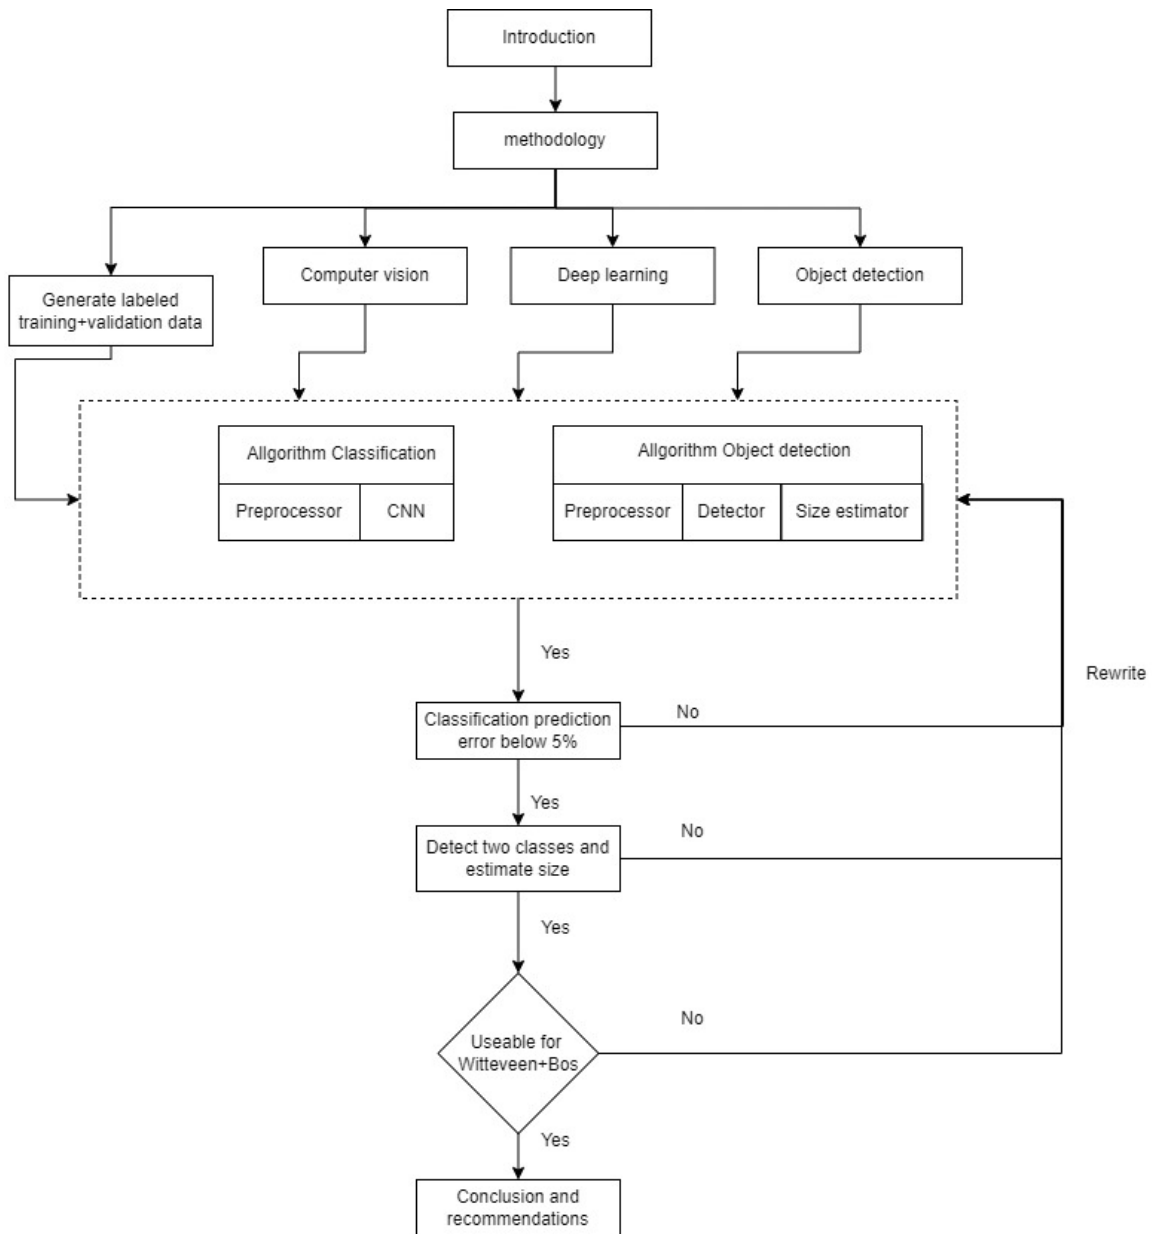 Introduction
methodology
Generate labeled
training+validation data
Computer vision
Deep learning
Object detection
Allgorithm Classification
Preprocessor
CNN
Allgorithm Object detection
Preprocessor
Detector
Size estimator
Yes
Rewrite
Classification prediction
error below 5%
No
Yes
Detect two classes and
estimate size
No
Yes
Useable for
Witteveen+Bos
No
Yes
Conclusion and
recommendations